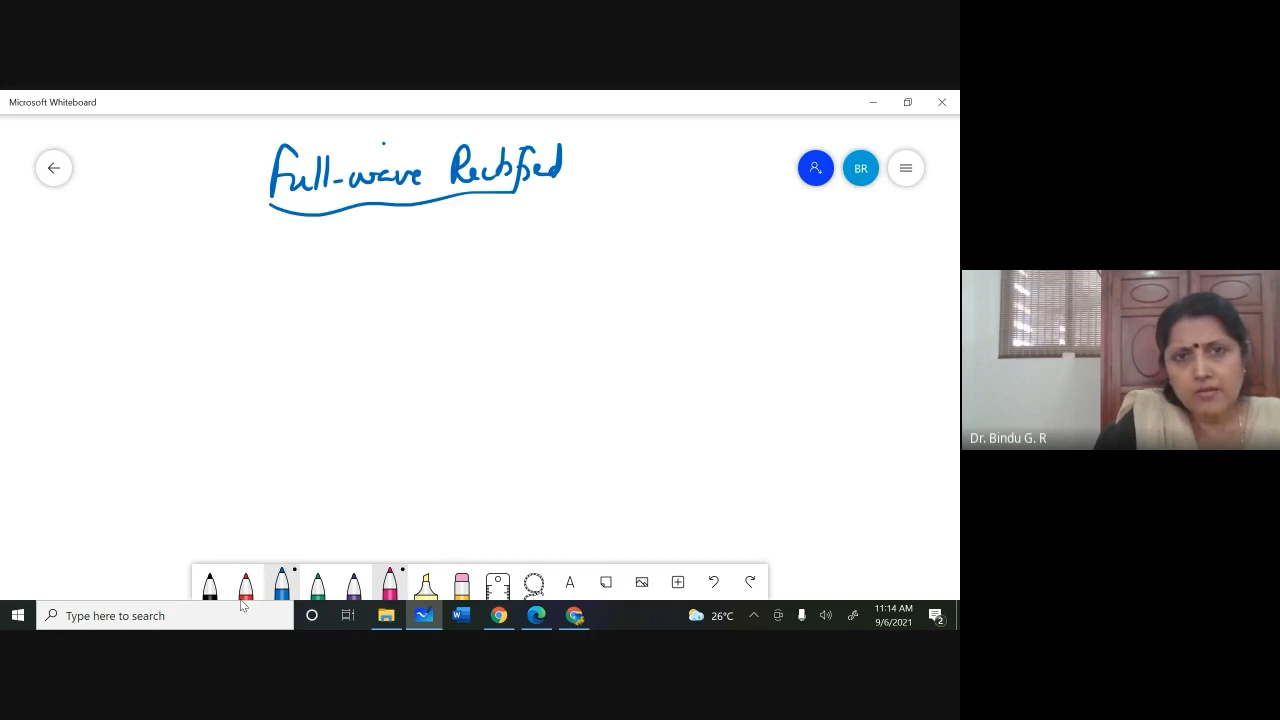 Microsoft Whiteboard
Full-wave Rectified
BR
Dr. Bindu G. R
A
Type here to search
26°C
11:14 AM
9/6/2021
2